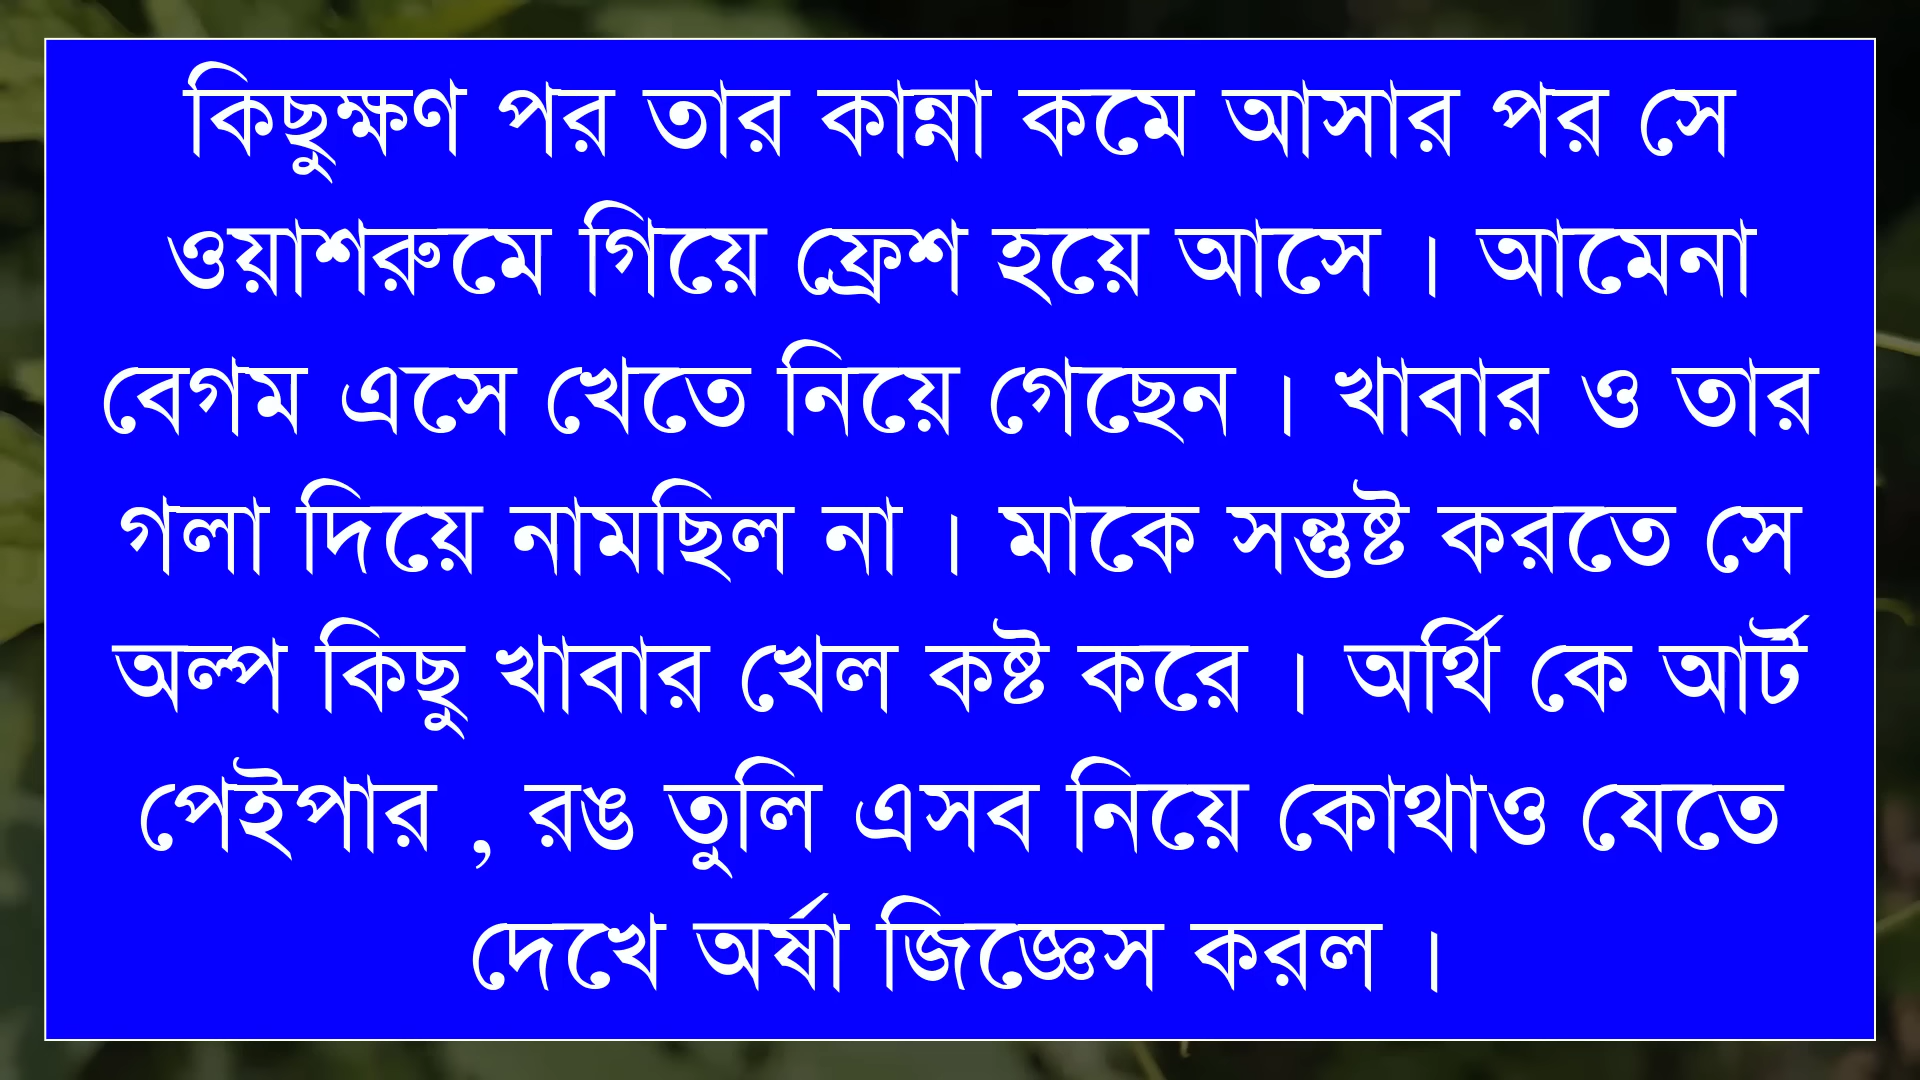 কিছুক্ষণ পর তার কান্না কমে আসার পর সে
ওয়াশরুমে গিয়ে ফ্রেশ হয়ে আসে । আমেনা
বেগম এসে খেতে নিয়ে গেছেন । খাবার ও তার
গলা দিয়ে নামছিল না । মাকে সন্তুষ্ট করতে সে
অল্প কিছু খাবার খেল কষ্ট করে । অর্থি কে আর্ট
পেইপার , রঙ তুলি এসব নিয়ে কোথাও যেতে
দেখে অর্ষা জিজ্ঞেস করল ।